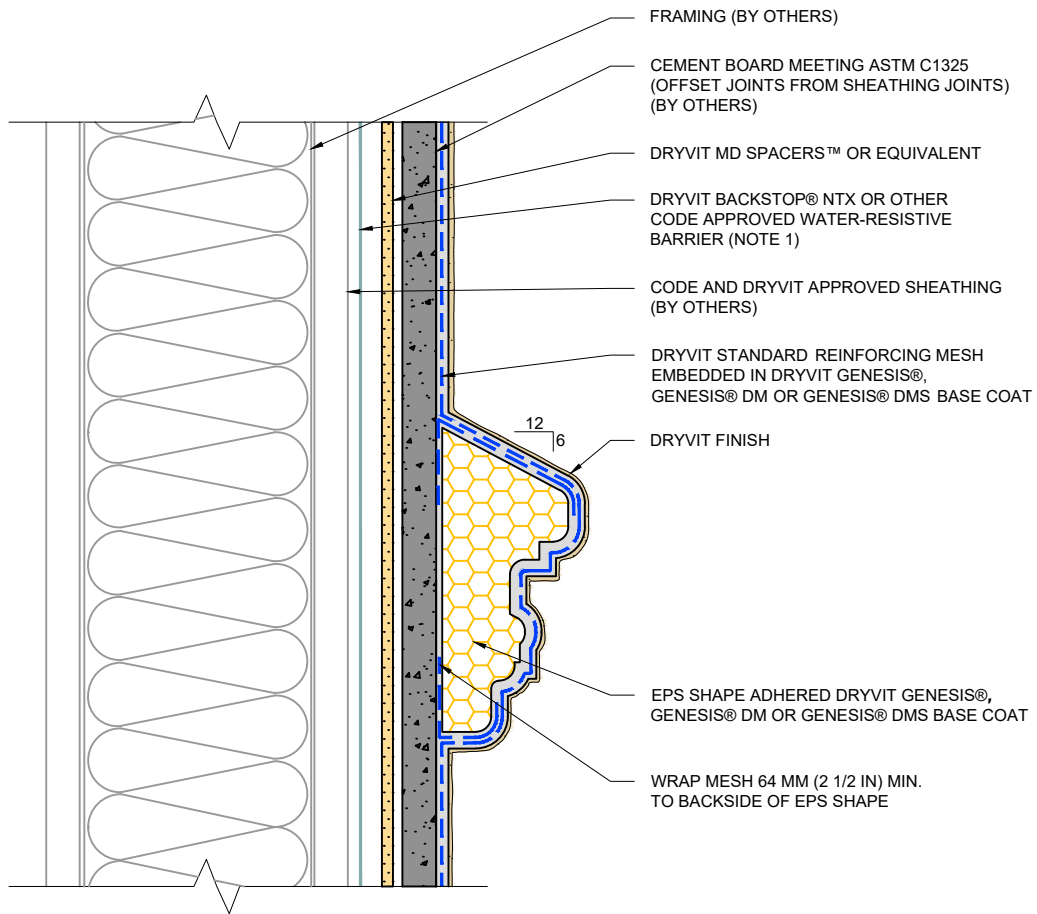 FRAMING (BY OTHERS)
CEMENT BOARD MEETING ASTM C1325
(OFFSET JOINTS FROM SHEATHING JOINTS)
(BY OTHERS)
DRYVIT MD SPACERS™ OR EQUIVALENT
DRYVIT BACKSTOP® NTX OR OTHER
CODE APPROVED WATER-RESISTIVE
BARRIER (NOTE 1)
CODE AND DRYVIT APPROVED SHEATHING
(BY OTHERS)
DRYVIT STANDARD REINFORCING MESH
EMBEDDED IN DRYVIT GENESIS®,
GENESIS® DM OR GENESIS® DMS BASE COAT
12
6
DRYVIT FINISH
EPS SHAPE ADHERED DRYVIT GENESIS®,
GENESIS® DM OR GENESIS® DMS BASE COAT
WRAP MESH 64 MM (2 1/2 IN) MIN.
TO BACKSIDE OF EPS SHAPE